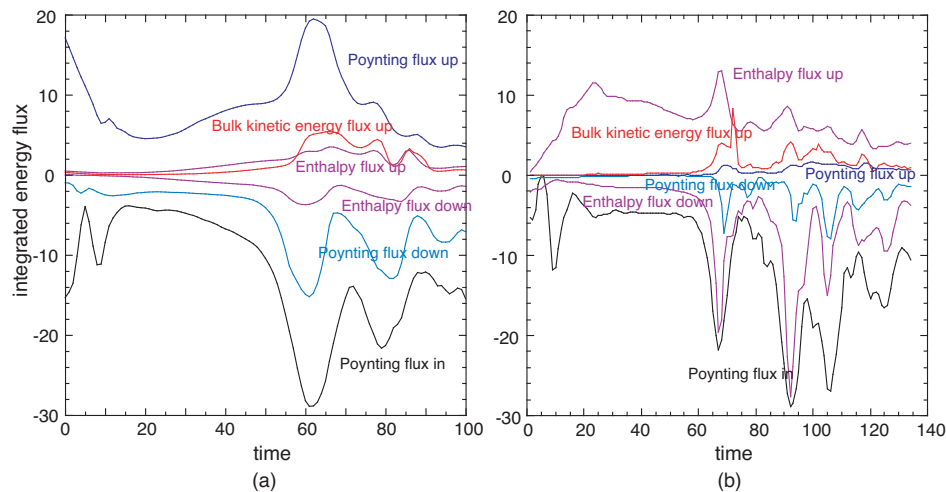 integrated energy flux
20
10
0
-10
-20
-30
Poynting flux up
Bulk kinetic energy flux up
Enthalpy flux up
Enthalpy flux down
Poynting flux down
Poynting flux in
0 20 40 60 80 100
time
(a)
20
10
0
-10
-20
-30
Enthalpy flux up
Bulk kinetic energy flux up
Poynting flux up
Poynting flux down
Enthalpy flux down
Poynting flux in
0 20 40 60 80 100 120 140
time
(b)